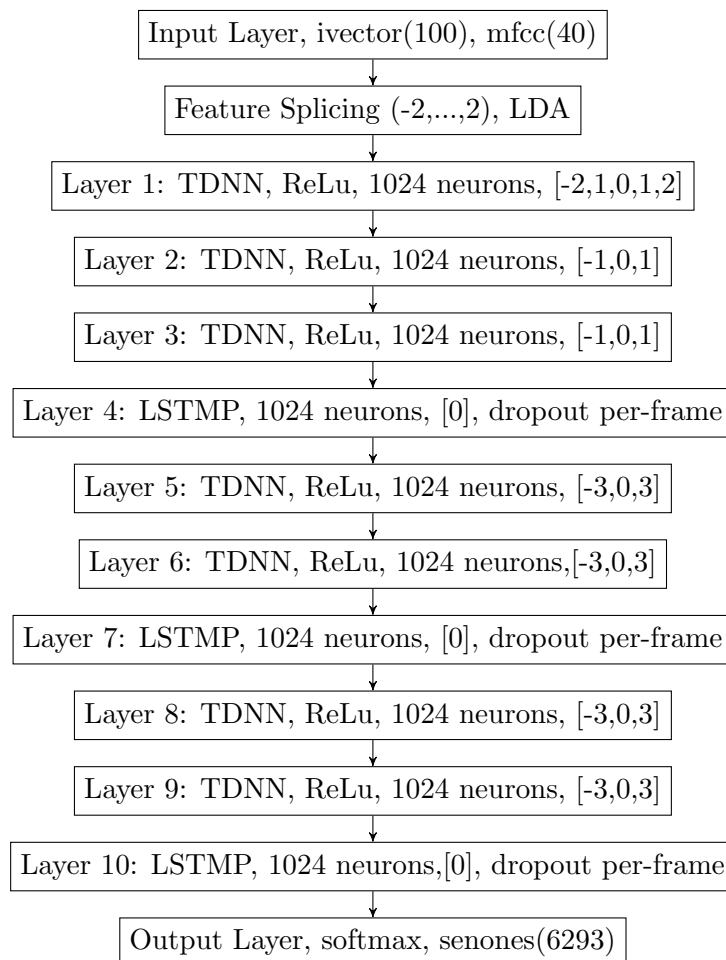 Input Layer, ivector(100), mfcc(40)
Feature Splicing (-2,...,2), LDA
Layer 1: TDNN, ReLu, 1024 neurons, [-2,1,0,1,2]
Layer 2: TDNN, ReLu, 1024 neurons, [-1,0,1]
Layer 3: TDNN, ReLu, 1024 neurons, [-1,0,1]
Layer 4: LSTMP, 1024 neurons, [0], dropout per-frame
Layer 5: TDNN, ReLu, 1024 neurons, [-3,0,3]
Layer 6: TDNN, ReLu, 1024 neurons,[-3,0,3]
Layer 7: LSTMP, 1024 neurons, [0], dropout per-frame
Layer 8: TDNN, ReLu, 1024 neurons, [-3,0,3]
Layer 9: TDNN, ReLu, 1024 neurons, [-3,0,3]
Layer 10: LSTMP, 1024 neurons,[0], dropout per-frame
Output Layer, softmax, senones(6293)